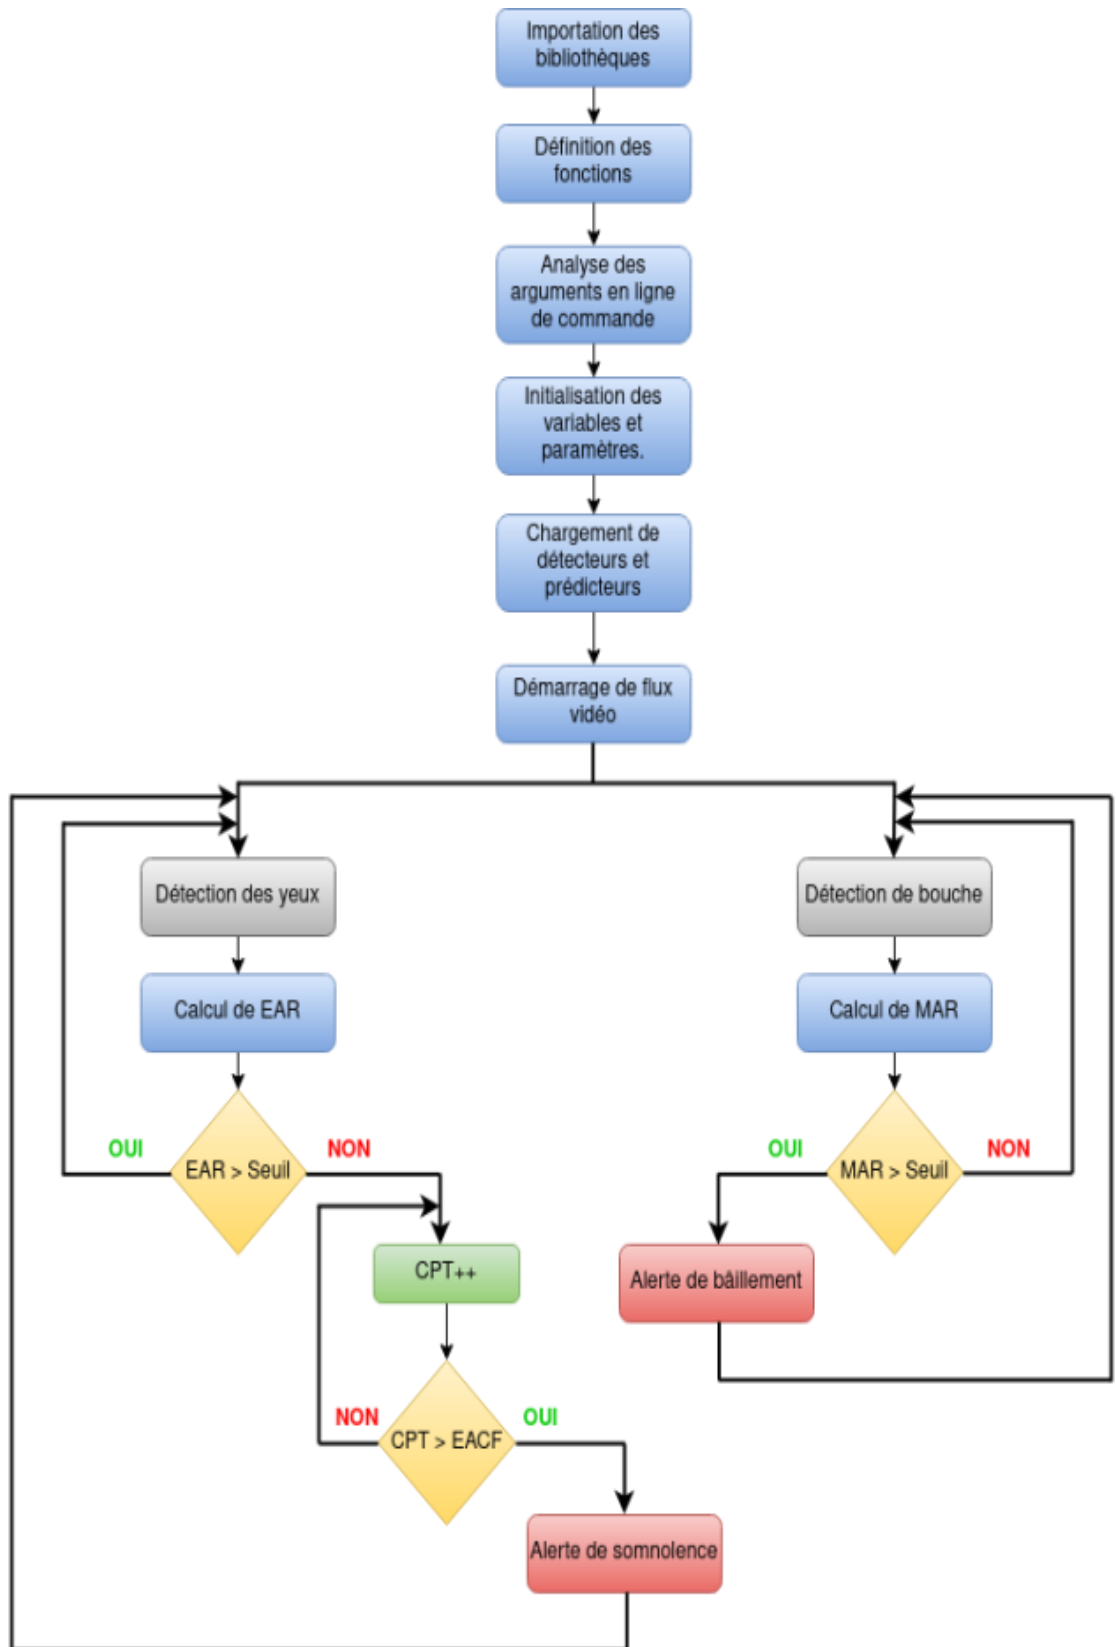 Importation des
bibliothèques
Définition des
fonctions
Analyse des
arguments en ligne
de commande
Initialisation des
variables et
paramètres.
Chargement de
détecteurs et
prédicteurs
Démarrage de flux
vidéo
Détection des yeux
Calcul de EAR
OUI
EAR > Seuil
NON
CPT++
NON
CPT > EACF
OUI
Alerte de somnolence
Détection de bouche
Calcul de MAR
OUI
MAR > Seuil
NON
Alerte de bâillement